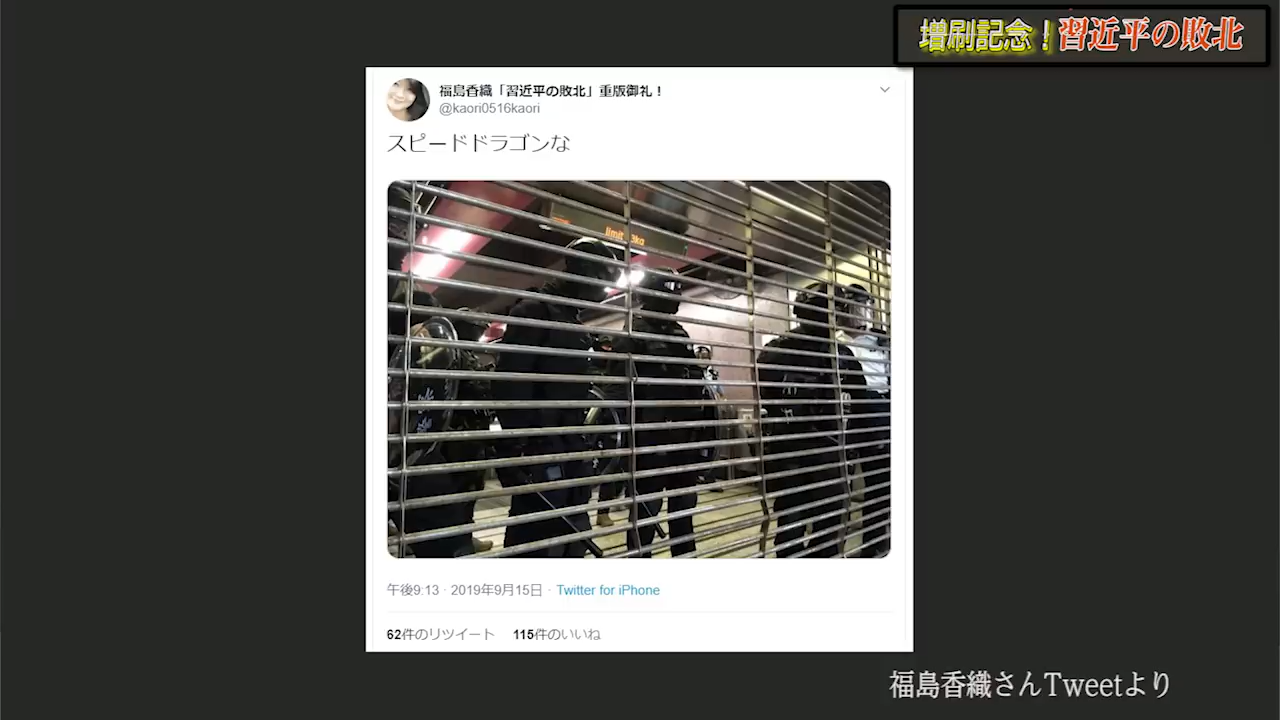 増刷記念！習近平の敗北
福島香織「習近平の敗北」重版御礼！
@kaori0516kaori
スピードドラゴンな
午後9:13 · 2019年9月15日 · Twitter for iPhone
62件のリツイート 115件のいいね
福島香織さんTweetより